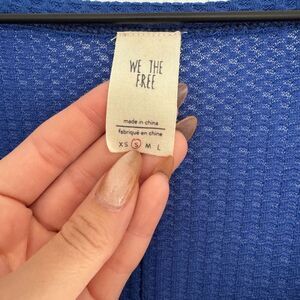 WE THE
FREE
made in china
fabriqué en chine
XS S M L